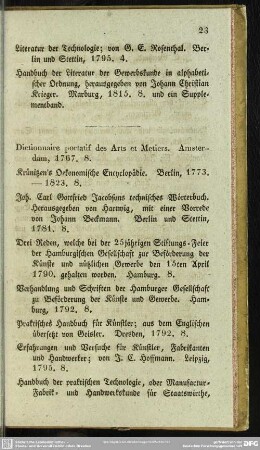 23
Literatur der Technologie; von G. E. Rosenthal. Ber-
lin und Stettin, 1795. 4.
Handbuch der Literatur der Gewerbskunde in alphabeti-
scher Ordnung, herausgegeben von Johann Christian
Krieger. Marburg, 1815. 8. und ein Supple-
mentband.
Dictionnaire portatif des Arts et Metiers. Amster-
dam, 1767. 8.
Krünitzen's Oekonomische Encyclopädie. Berlin, 1773.
— 1823. 8.
Joh. Carl Gottfried Jacobsons technisches Wörterbuch.
Herausgegeben von Hartwig, mit einer Vorrede
von Johann Beckmann. Berlin und Stettin,
1781. 8.
Drei Reden, welche bei der 25jährigen Stiftungs-Feier
der Hamburgischen Gesellschaft zur Beförderung der
Künste und nützlichen Gewerbe den 15ten April
1790. gehalten worden. Hamburg. 8.
Verhandlung und Schriften der Hamburger Gesellschaft
zu Beförderung der Künste und Gewerbe. Ham-
burg, 1792. 8.
Praktisches Handbuch für Künstler; aus dem Englischen
übersetzt von Geisler. Dresden, 1792. 8.
Erfahrungen und Versuche für Künstler, Fabrikanten
und Handwerker; von J. C. Hoffmann. Leipzig,
1795. 8.
Handbuch der praktischen Technologie, oder Manufactur-
Fabrik- und Handwerkskunde für Staatswirthe,